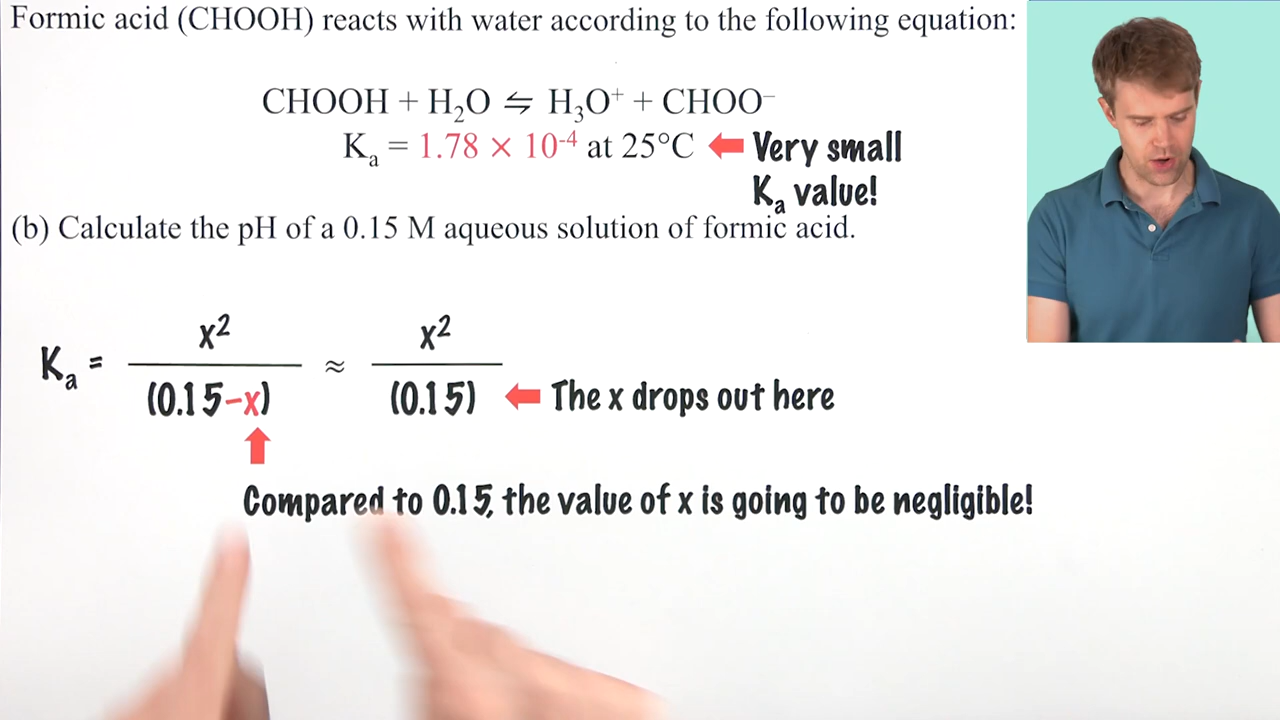 Formic acid (CHOOH) reacts with water according to the following equation:
CHOOH + H₂O ⇋ H₃O⁺ + CHOO⁻
Kₐ = 1.78 × 10⁻⁴ at 25°C ← Very small
Kₐ value!
(b) Calculate the pH of a 0.15 M aqueous solution of formic acid.
x² x²
Kₐ = ≈
(0.15-x) (0.15) ← The x drops out here
↑
Compared to 0.15, the value of x is going to be negligible!